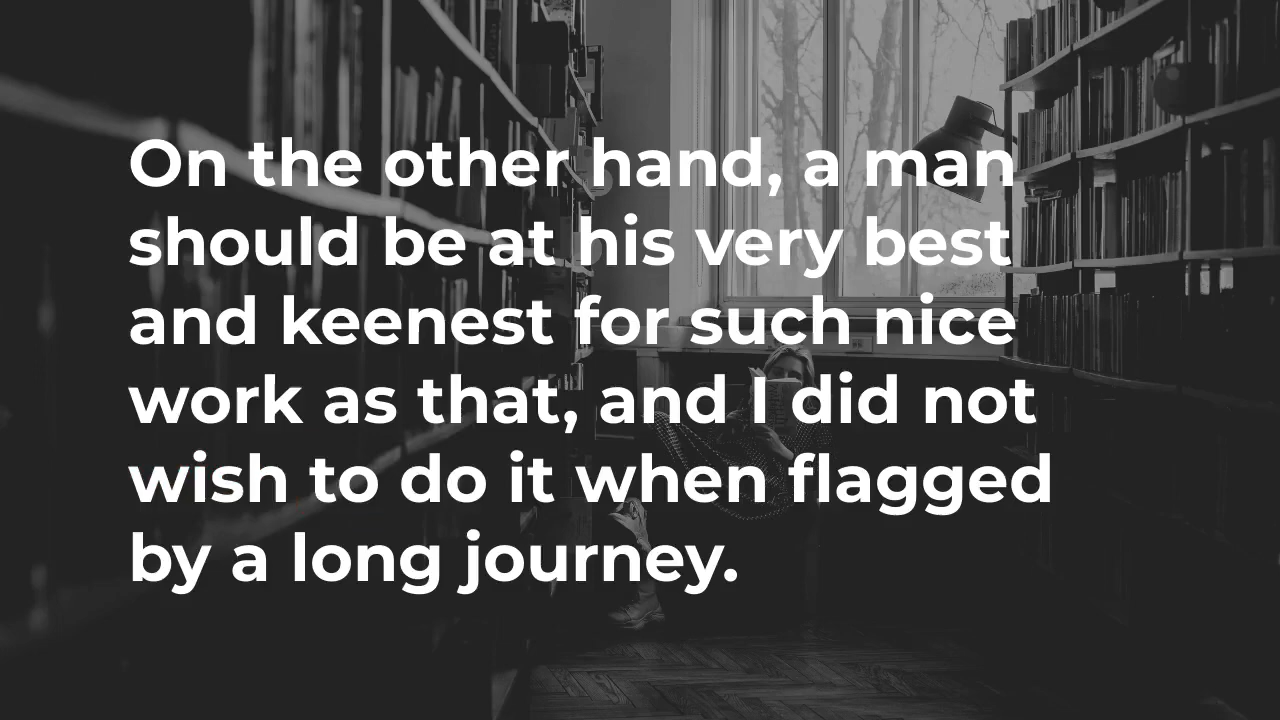 On the other hand, a man
should be at his very best
and keenest for such nice
work as that, and I did not
wish to do it when flagged
by a long journey.